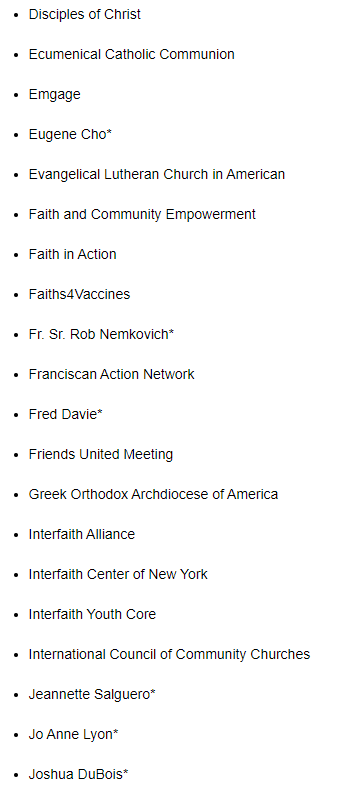 • Disciples of Christ
• Ecumenical Catholic Communion
• Emgage
• Eugene Cho*
• Evangelical Lutheran Church in American
• Faith and Community Empowerment
• Faith in Action
• Faiths4Vaccines
• Fr. Sr. Rob Nemkovich*
• Franciscan Action Network
• Fred Davie*
• Friends United Meeting
• Greek Orthodox Archdiocese of America
• Interfaith Alliance
• Interfaith Center of New York
• Interfaith Youth Core
• International Council of Community Churches
• Jeannette Salguero*
• Jo Anne Lyon*
• Joshua DuBois*